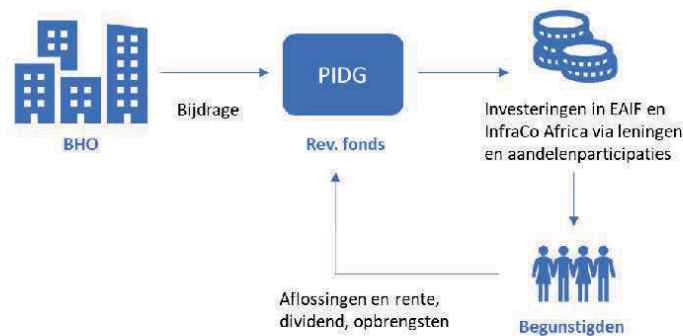 PIDG
Bijdrage
BHO
Rev. fonds
Investeringen in EAIF en
InfraCo Africa via leningen
en aandelenparticipaties
Aflossingen en rente,
dividend, opbrengsten
Begunstigden